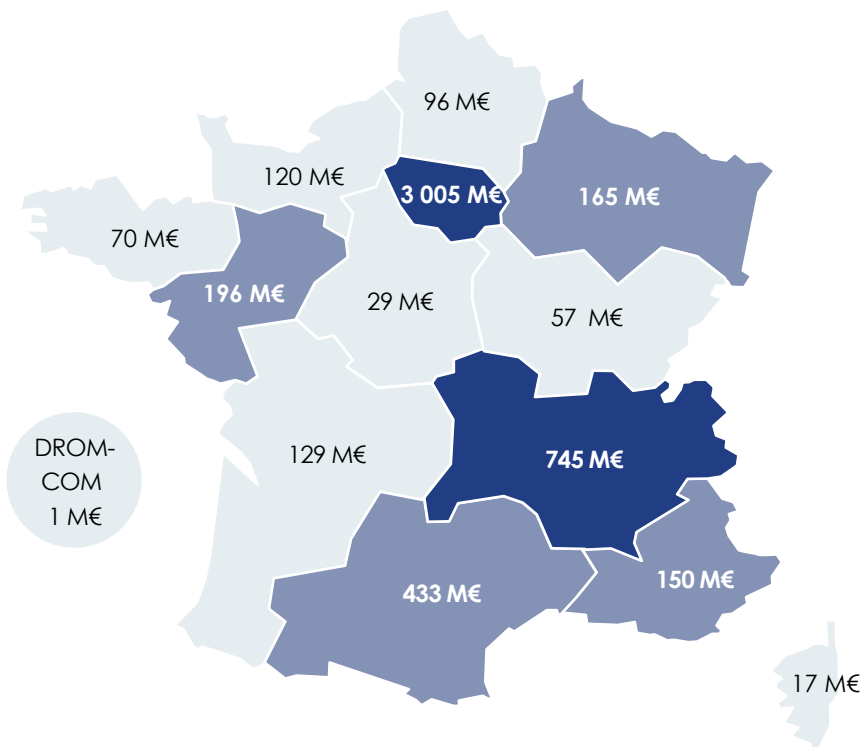 96 M€
120 M€
3 005 M€
165 M€
70 M€
196 M€
29 M€
57 M€
DROM-
COM
1 M€
129 M€
745 M€
433 M€
150 M€
17 M€